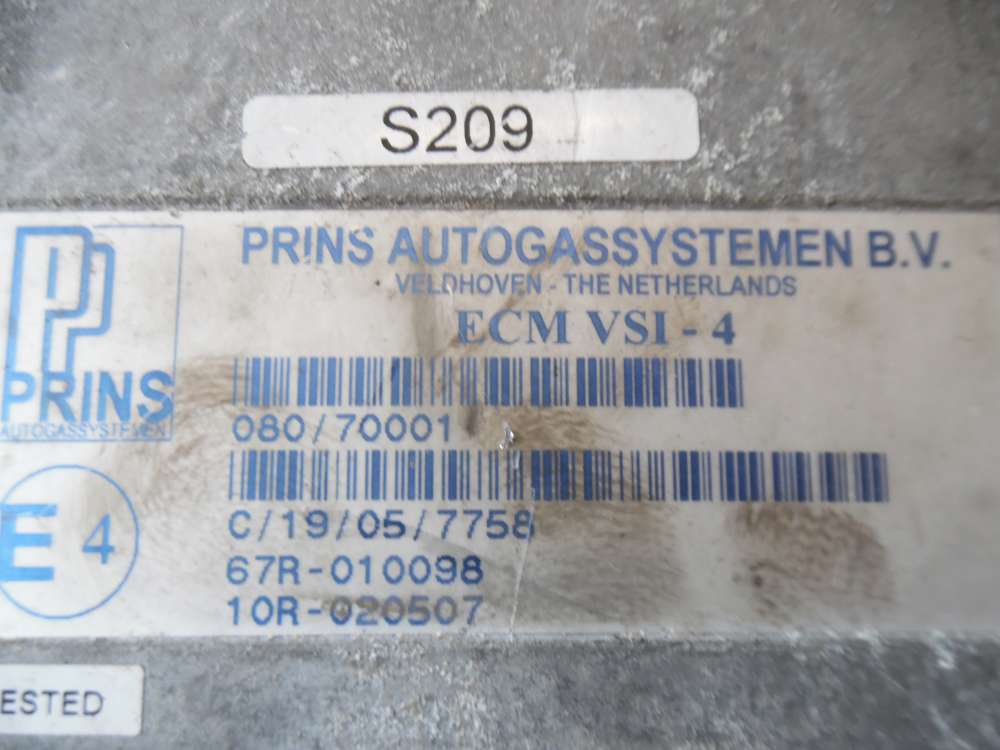 S209
PRINS AUTOGASSYSTEMEN B.V.
VELDHOVEN - THE NETHERLANDS
ECM VSI - 4
PRINS
AUTOGASSYSTEMEN
080/70001
E 4
C/19/05/7758
67R-010098
10R-020507
ESTED